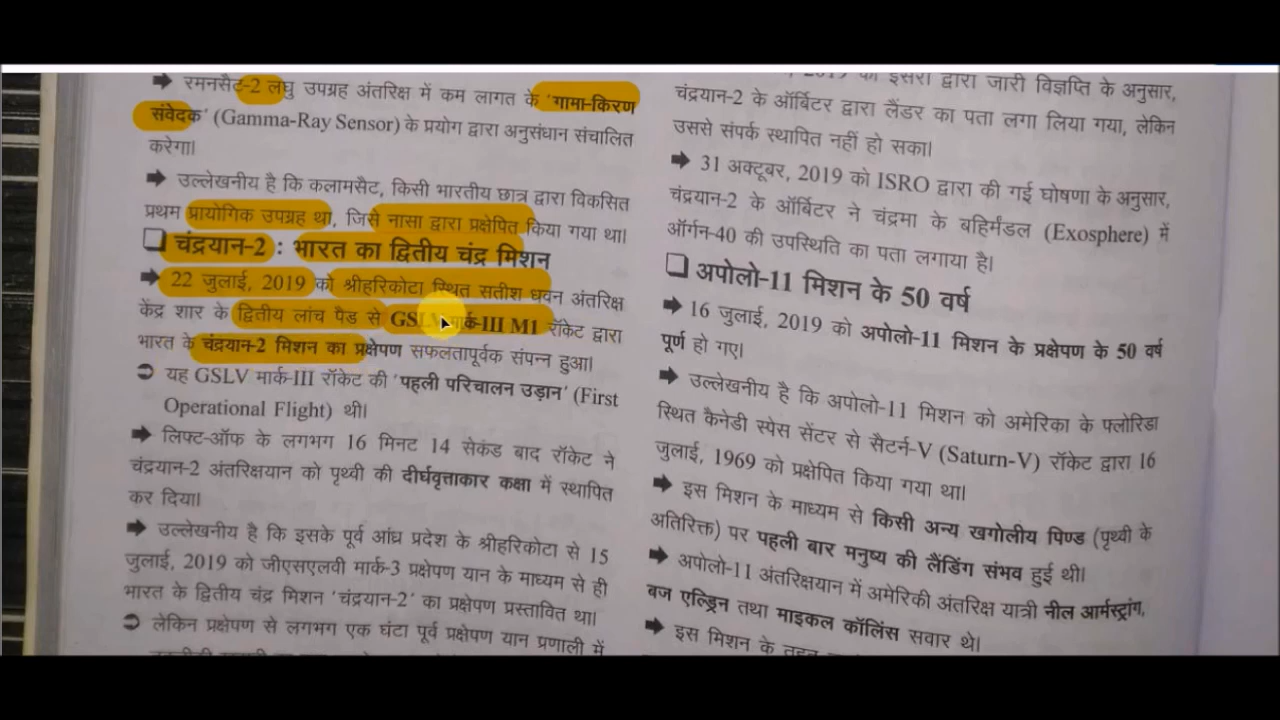 ➡ रमनसैट-2 लघु उपग्रह अंतरिक्ष में कम लागत के 'गामा-किरण
संवेदक' (Gamma-Ray Sensor) के प्रयोग द्वारा अनुसंधान संचालित
करेगा।
➡ उल्लेखनीय है कि कलामसैट, किसी भारतीय छात्र द्वारा विकसित
प्रथम प्रायोगिक उपग्रह था, जिसे नासा द्वारा प्रक्षेपित किया गया था।
❑ चंद्रयान-2 : भारत का द्वितीय चंद्र मिशन
➡ 22 जुलाई, 2019 को श्रीहरिकोटा स्थित सतीश धवन अंतरिक्ष
केंद्र शार के द्वितीय लांच पैड से GSLV मार्क-III M1 रॉकेट द्वारा
भारत के चंद्रयान-2 मिशन का प्रक्षेपण सफलतापूर्वक संपन्न हुआ।
➲ यह GSLV मार्क-III रॉकेट की 'पहली परिचालन उड़ान' (First
Operational Flight) थी।
➡ लिफ्ट-ऑफ के लगभग 16 मिनट 14 सेकंड बाद रॉकेट ने
चंद्रयान-2 अंतरिक्षयान को पृथ्वी की दीर्घवृत्ताकार कक्षा में स्थापित
कर दिया।
➡ उल्लेखनीय है कि इसके पूर्व आंध्र प्रदेश के श्रीहरिकोटा से 15
जुलाई, 2019 को जीएसएलवी मार्क-3 प्रक्षेपण यान के माध्यम से ही
भारत के द्वितीय चंद्र मिशन 'चंद्रयान-2' का प्रक्षेपण प्रस्तावित था।
➲ लेकिन प्रक्षेपण से लगभग एक घंटा पूर्व प्रक्षेपण यान प्रणाली में
2019 को इसरो द्वारा जारी विज्ञप्ति के अनुसार,
चंद्रयान-2 के ऑर्बिटर द्वारा लैंडर का पता लगा लिया गया, लेकिन
उससे संपर्क स्थापित नहीं हो सका।
➡ 31 अक्टूबर, 2019 को ISRO द्वारा की गई घोषणा के अनुसार,
चंद्रयान-2 के ऑर्बिटर ने चंद्रमा के बहिर्मंडल (Exosphere) में
ऑर्गन-40 की उपस्थिति का पता लगाया है।
❑ अपोलो-11 मिशन के 50 वर्ष
➡ 16 जुलाई, 2019 को अपोलो-11 मिशन के प्रक्षेपण के 50 वर्ष
पूर्ण हो गए।
➡ उल्लेखनीय है कि अपोलो-11 मिशन को अमेरिका के फ्लोरिडा
स्थित कैनेडी स्पेस सेंटर से सैटर्न-V (Saturn-V) रॉकेट द्वारा 16
जुलाई, 1969 को प्रक्षेपित किया गया था।
➡ इस मिशन के माध्यम से किसी अन्य खगोलीय पिण्ड (पृथ्वी के
अतिरिक्त) पर पहली बार मनुष्य की लैंडिंग संभव हुई थी।
➡ अपोलो-11 अंतरिक्षयान में अमेरिकी अंतरिक्ष यात्री नील आर्मस्ट्रांग,
बज एल्ड्रिन तथा माइकल कॉलिंस सवार थे।
➡ इस मिशन के तहत